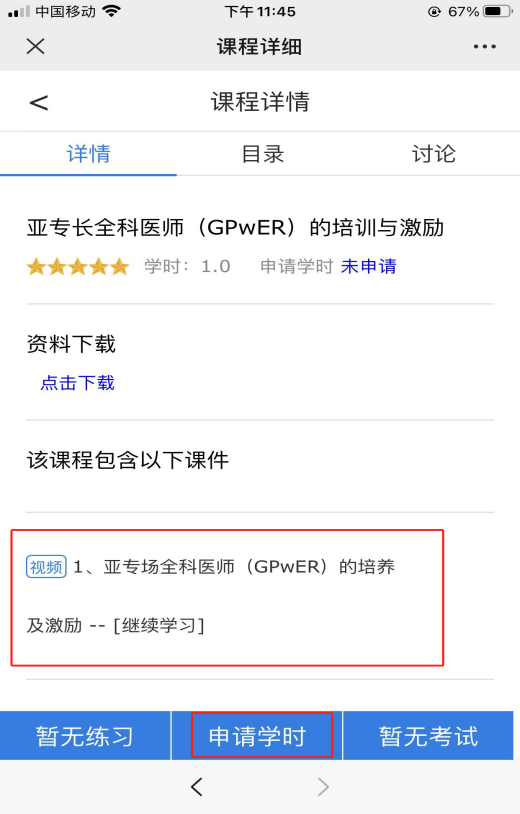 中国移动 下午11:45 67%
课程详细
课程详情
详情 目录 讨论
亚专长全科医师（GPwER）的培训与激励
学时：1.0 申请学时 未申请
资料下载
点击下载
该课程包含以下课件
视频 1、亚专场全科医师（GPwER）的培养
及激励 -- [继续学习]
暂无练习 申请学时 暂无考试